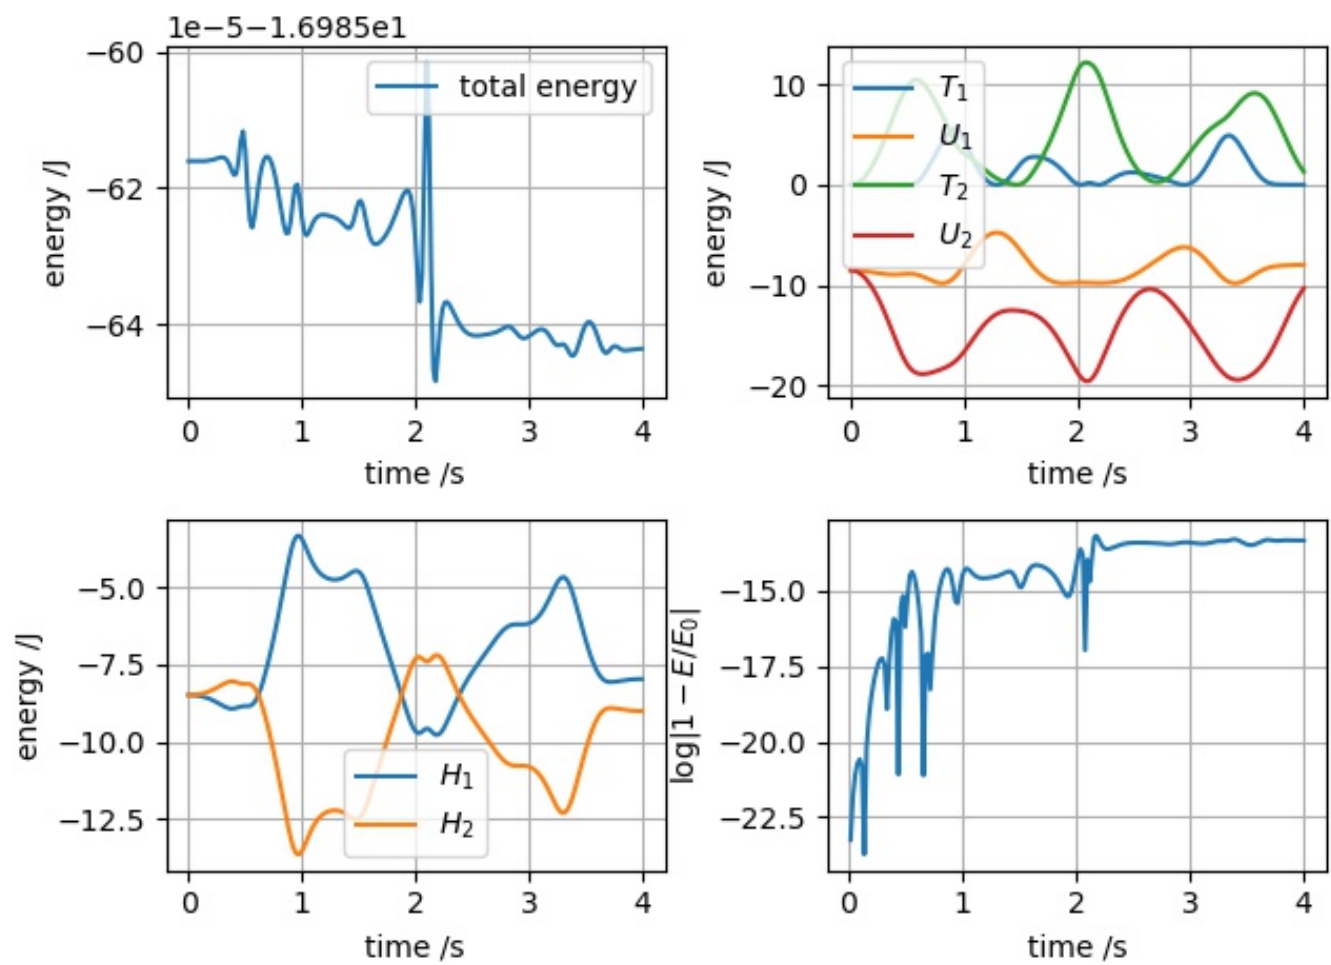 1e−5−1.6985e1
−60
−62
−64
energy /J
total energy
0 1 2 3 4
time /s
10
0
−10
−20
energy /J
T₁
U₁
T₂
U₂
0 1 2 3 4
time /s
−5.0
−7.5
−10.0
−12.5
energy /J
H₁
H₂
0 1 2 3 4
time /s
−15.0
−17.5
−20.0
−22.5
log|1 − E/E₀|
0 1 2 3 4
time /s